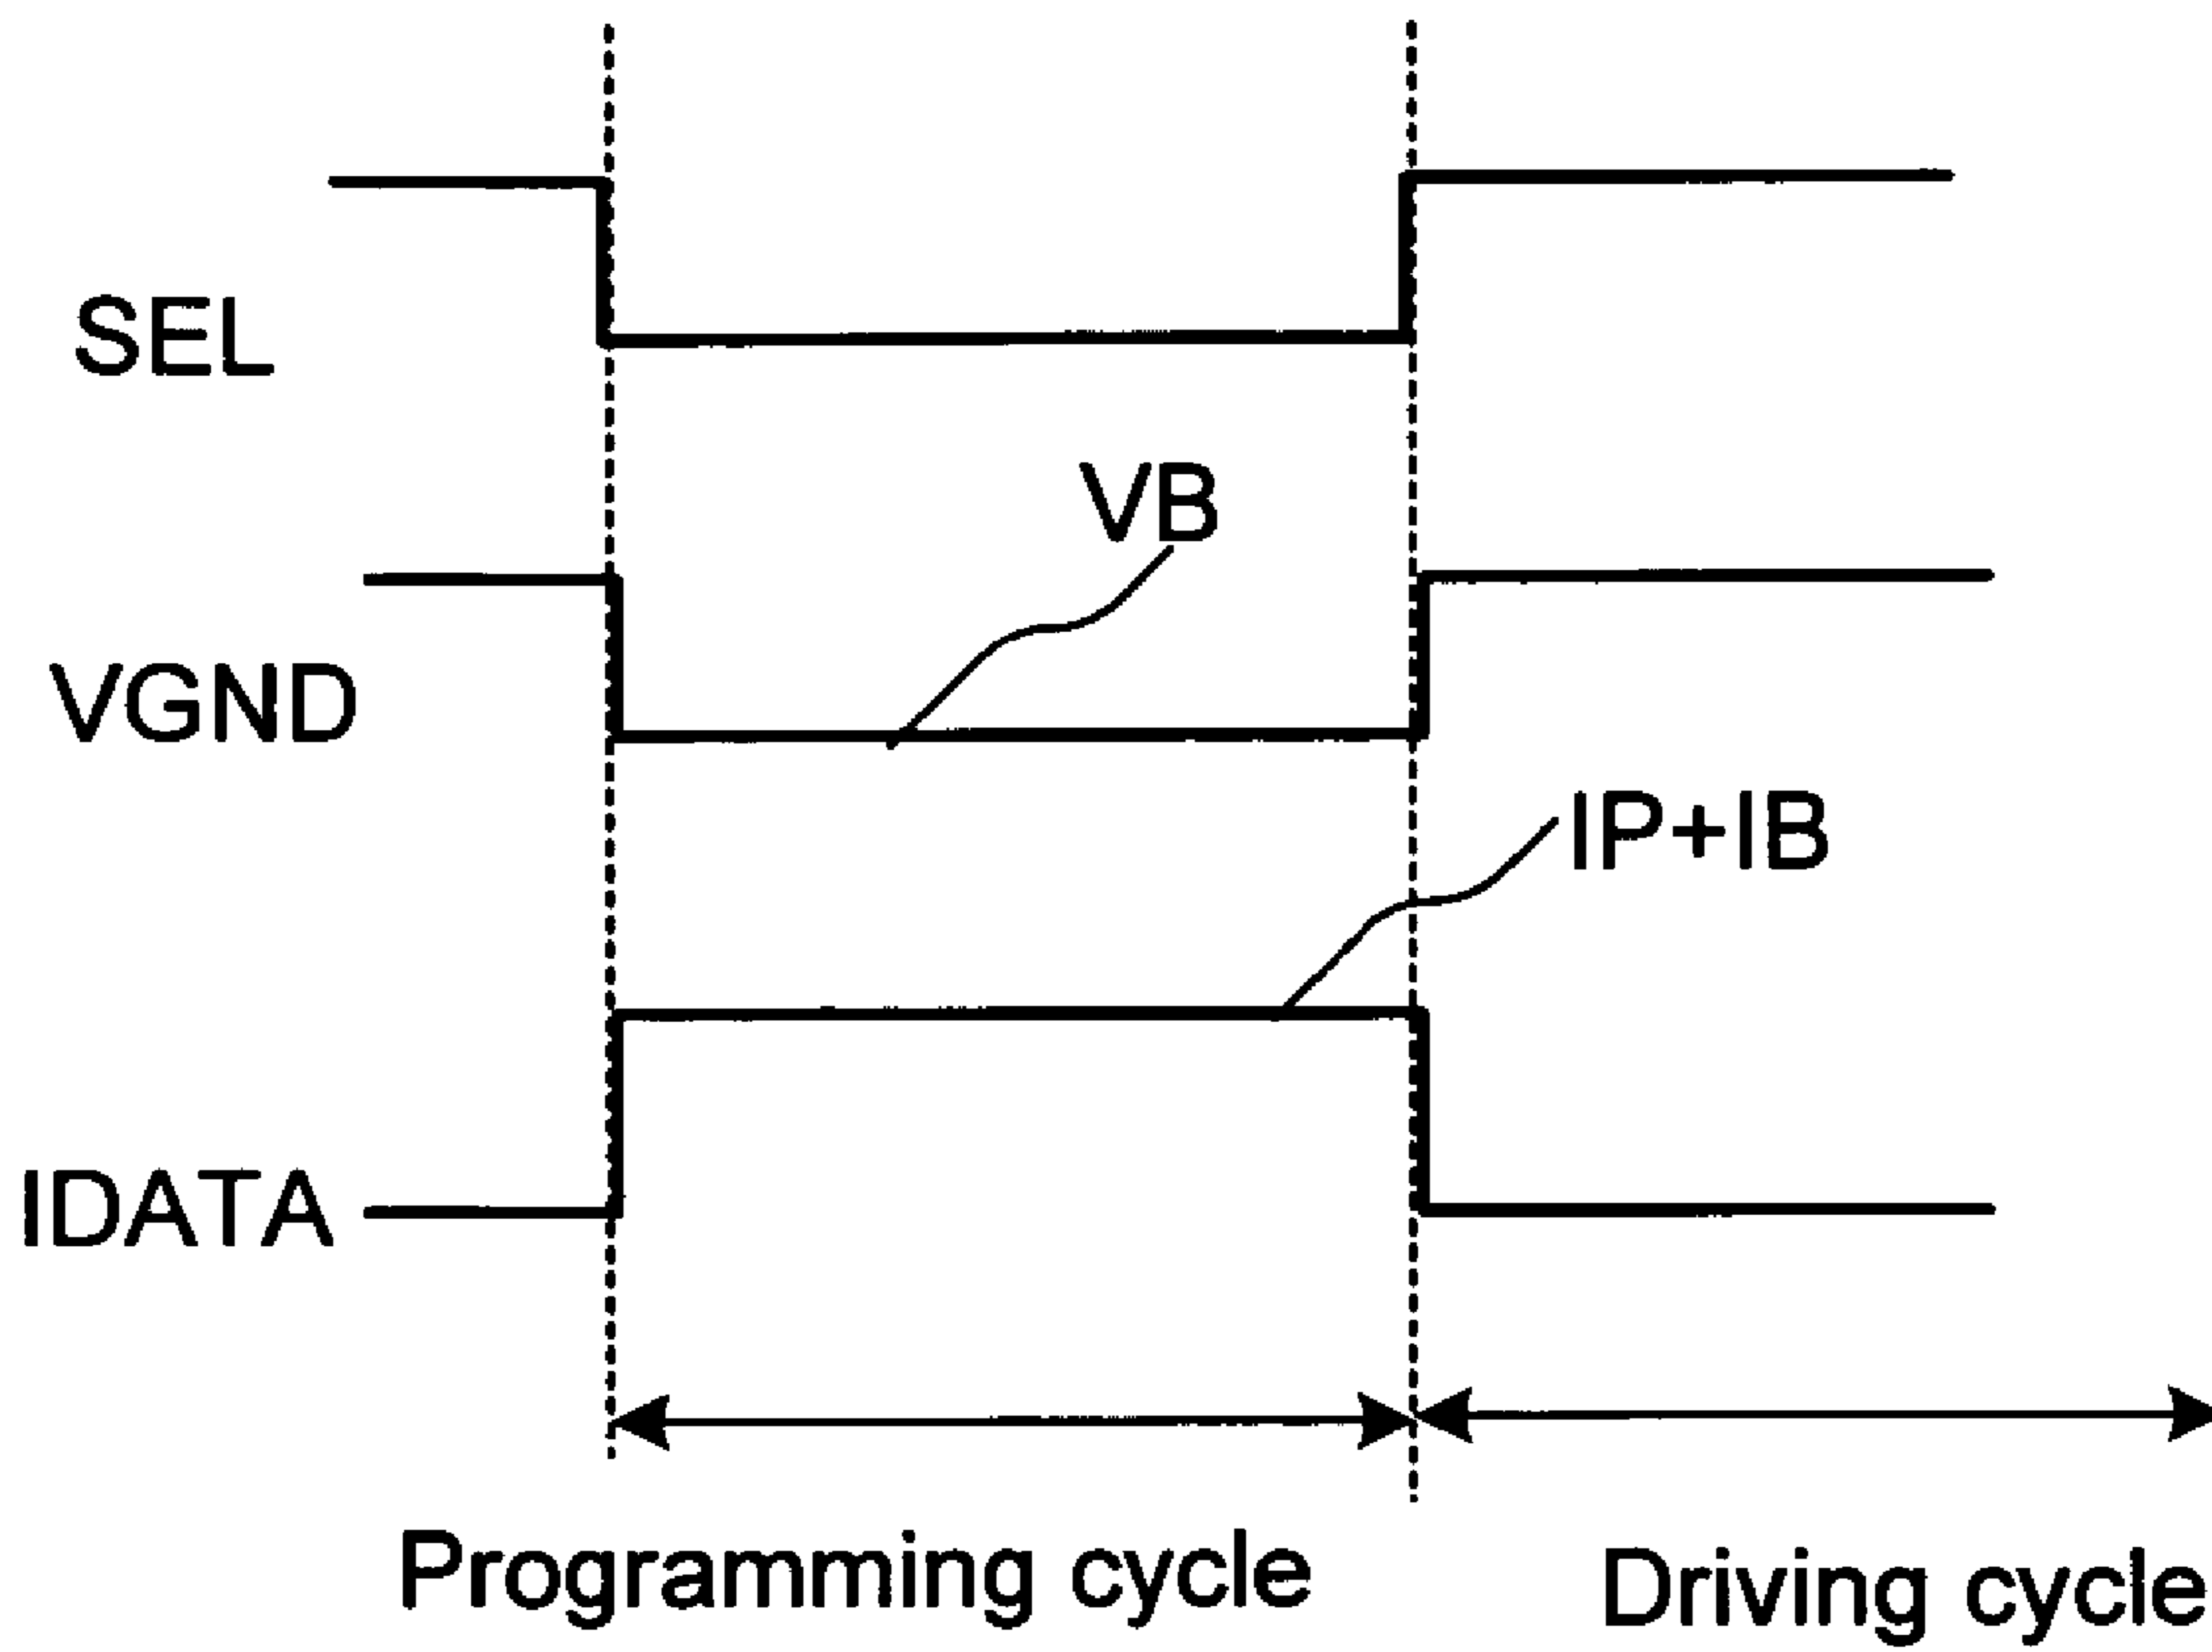 SEL
VB
VGND
IP+IB
IDATA
Programming cycle
Driving cycle